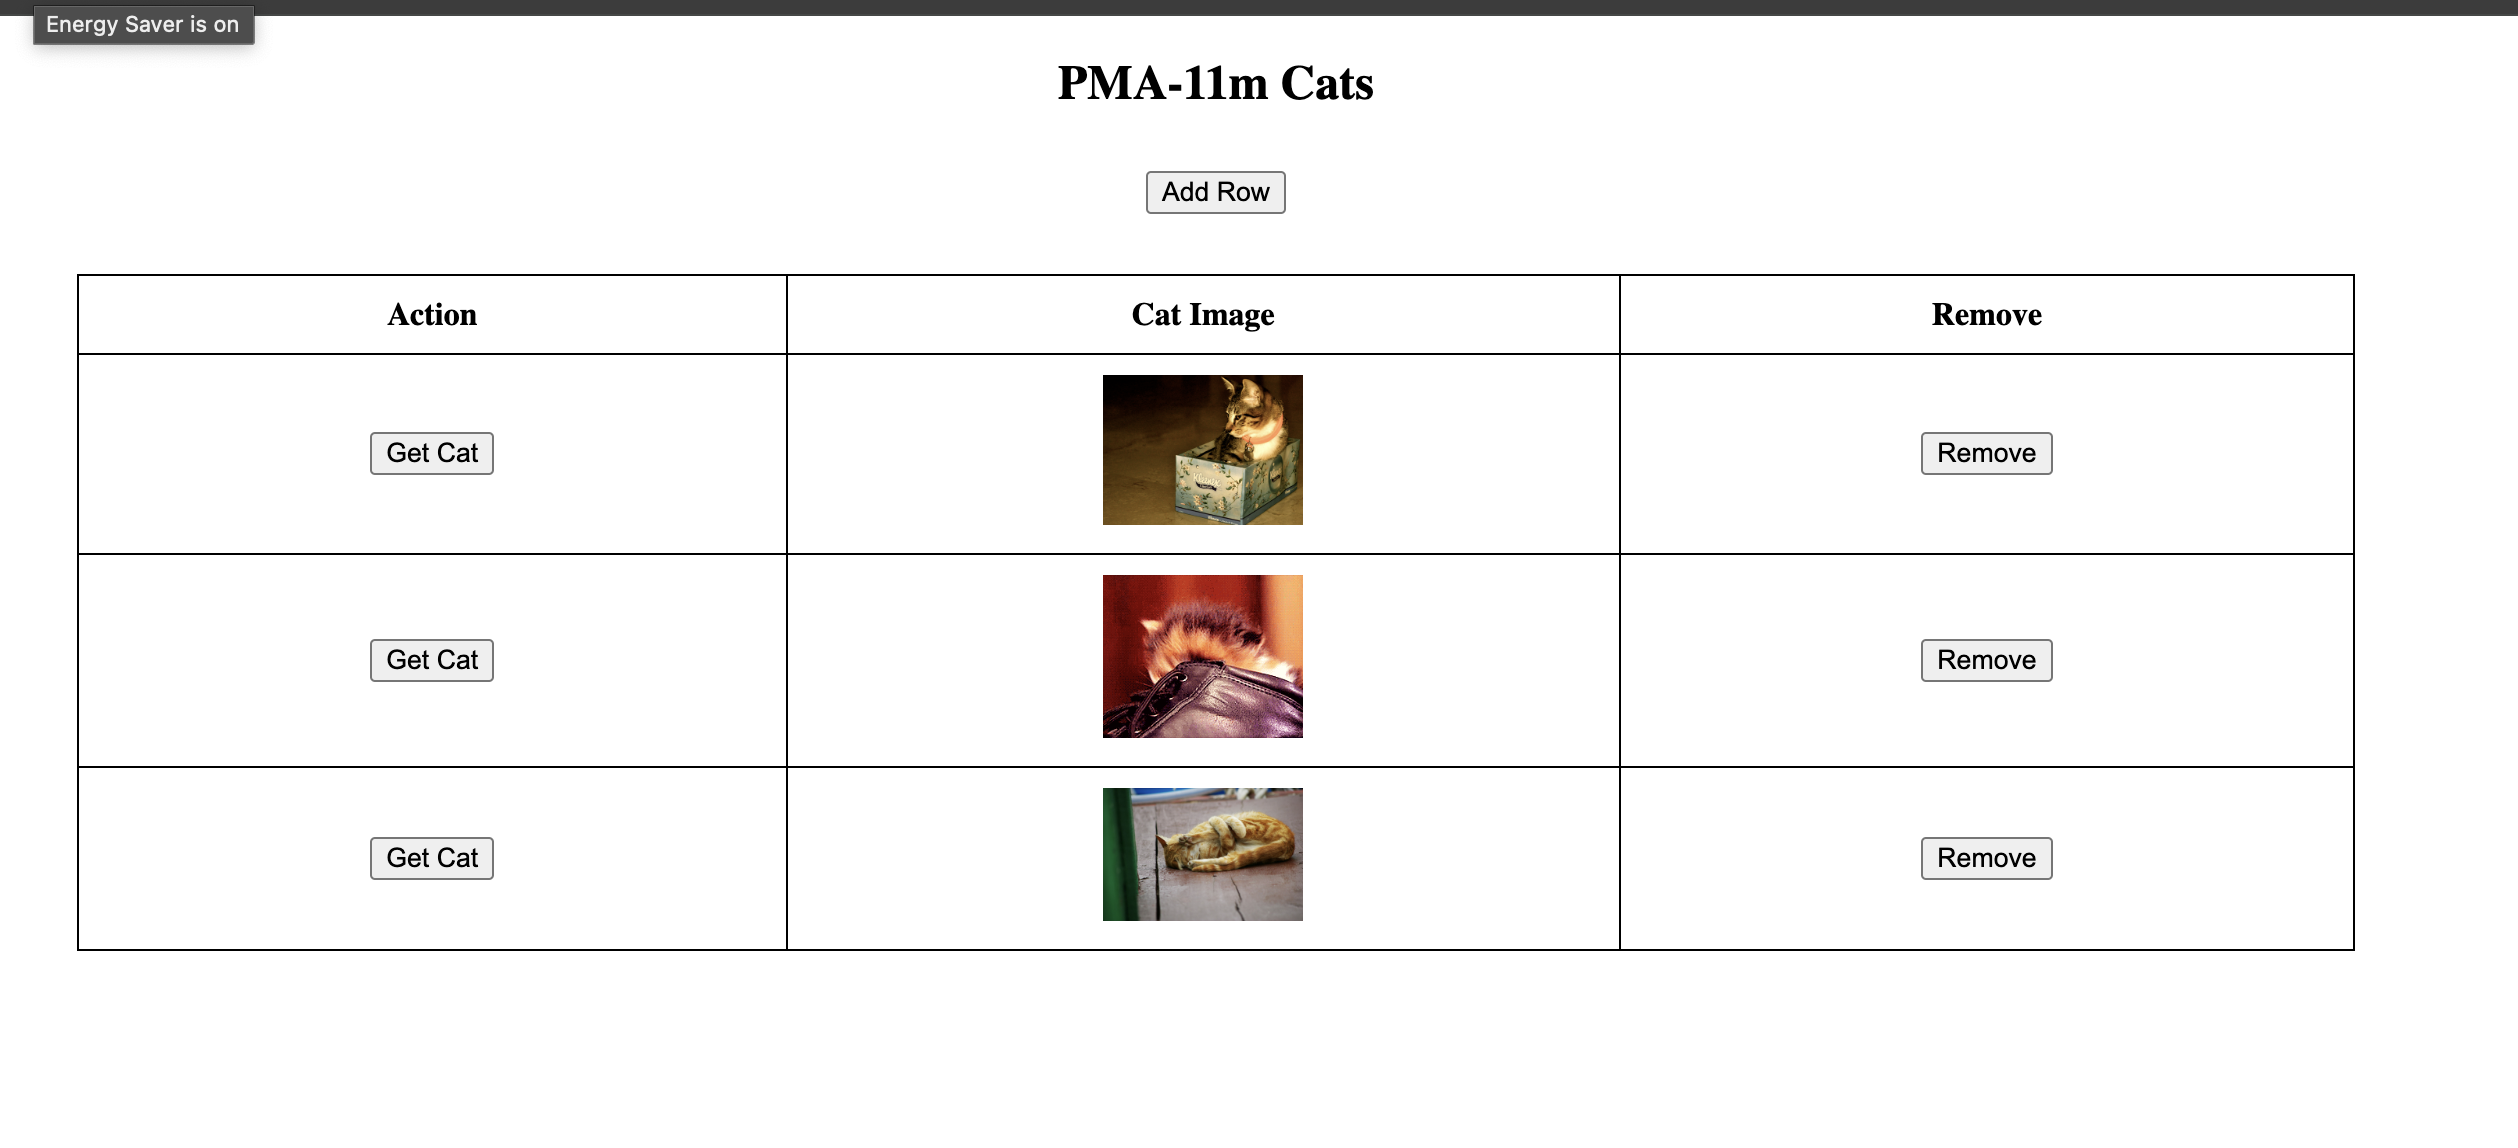 Energy Saver is on
PMA-11m Cats
Add Row
Action Cat Image Remove
Get Cat Kleenex Remove
Get Cat Remove
Get Cat Remove